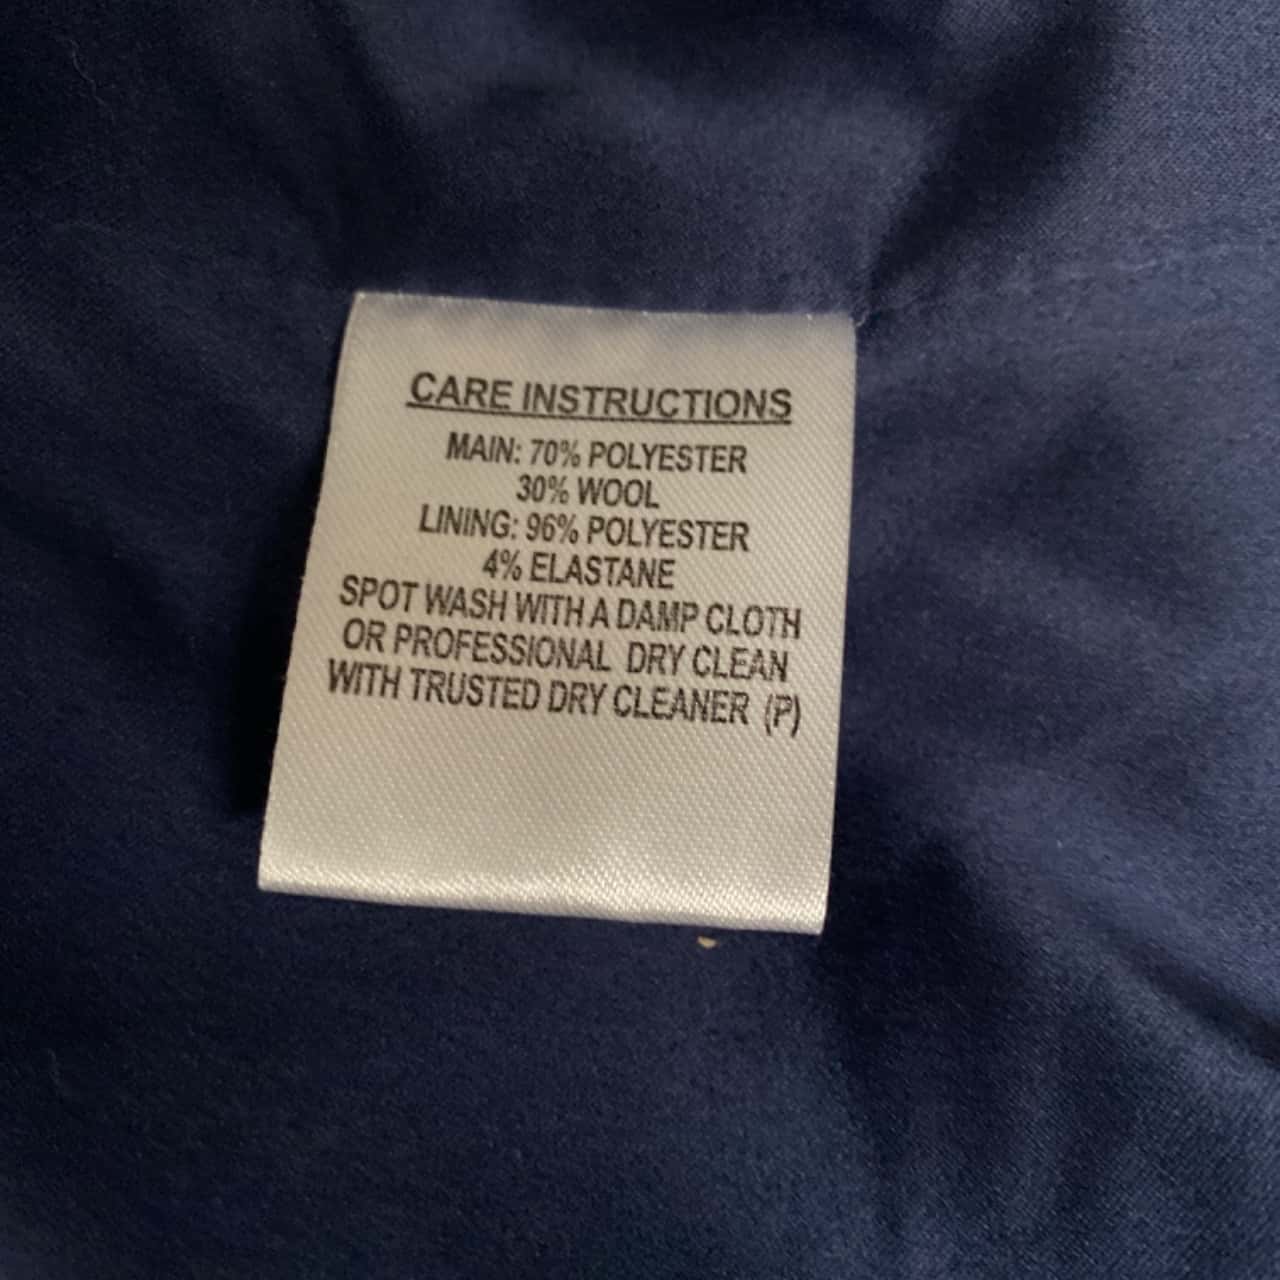 CARE INSTRUCTIONS
MAIN: 70% POLYESTER
30% WOOL
LINING: 96% POLYESTER
4% ELASTANE
SPOT WASH WITH A DAMP CLOTH
OR PROFESSIONAL DRY CLEAN
WITH TRUSTED DRY CLEANER (P)